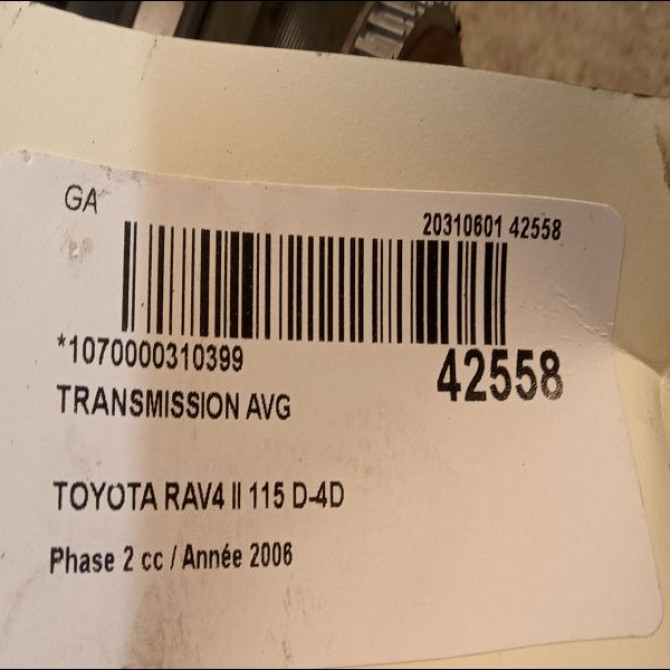 GA
20310601 42558
*1070000310399
42558
TRANSMISSION AVG
TOYOTA RAV4 II 115 D-4D
Phase 2 cc / Année 2006